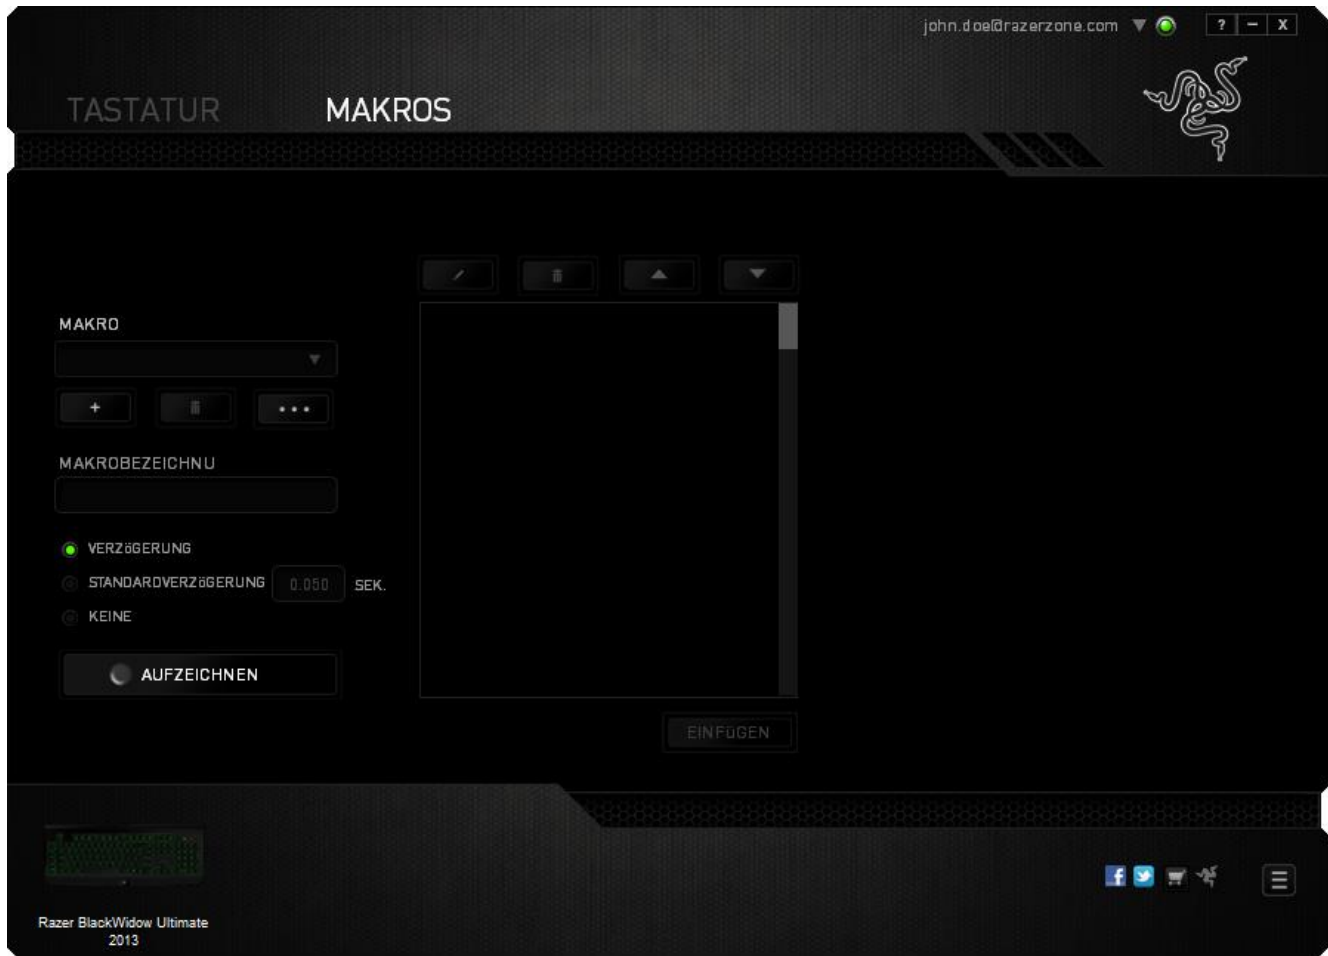 john.doe@razerzone.com
? – X
TASTATUR MAKROS
MAKRO
+ •••
MAKROBEZEICHNU
VERZÖGERUNG
STANDARDVERZÖGERUNG 0.050 SEK.
KEINE
AUFZEICHNEN
EINFÜGEN
Razer BlackWidow Ultimate
2013